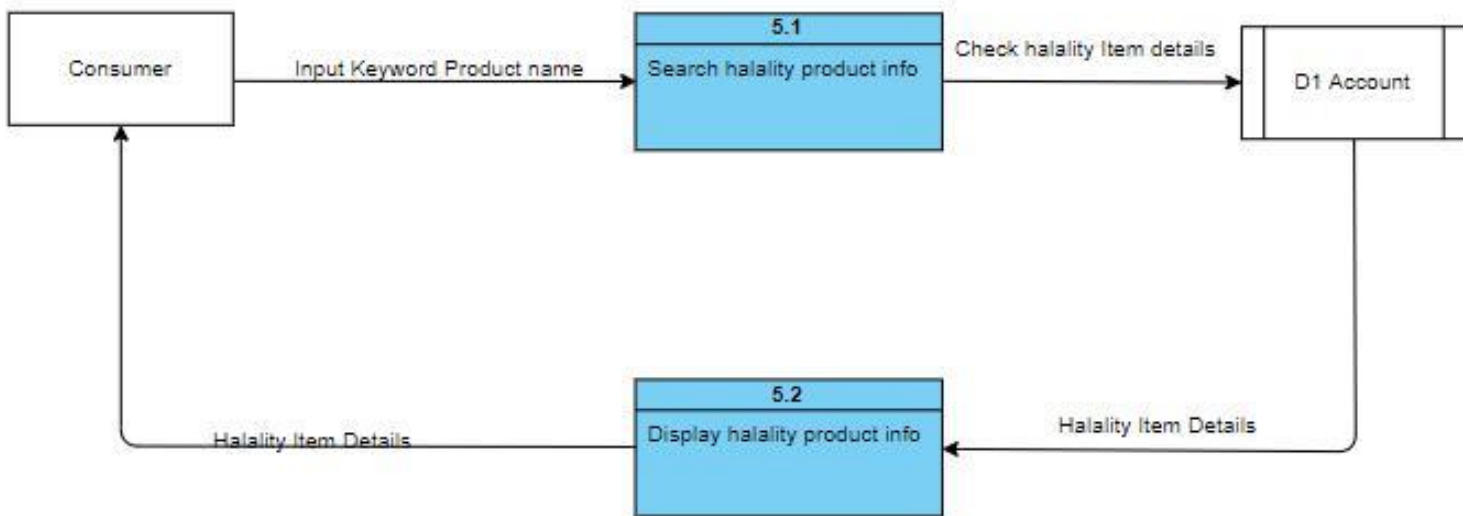 5.1
Consumer
Input Keyword Product name
Search halality product info
Check halality Item details
D1 Account
5.2
Halality Item Details
Display halality product info
Halality Item Details